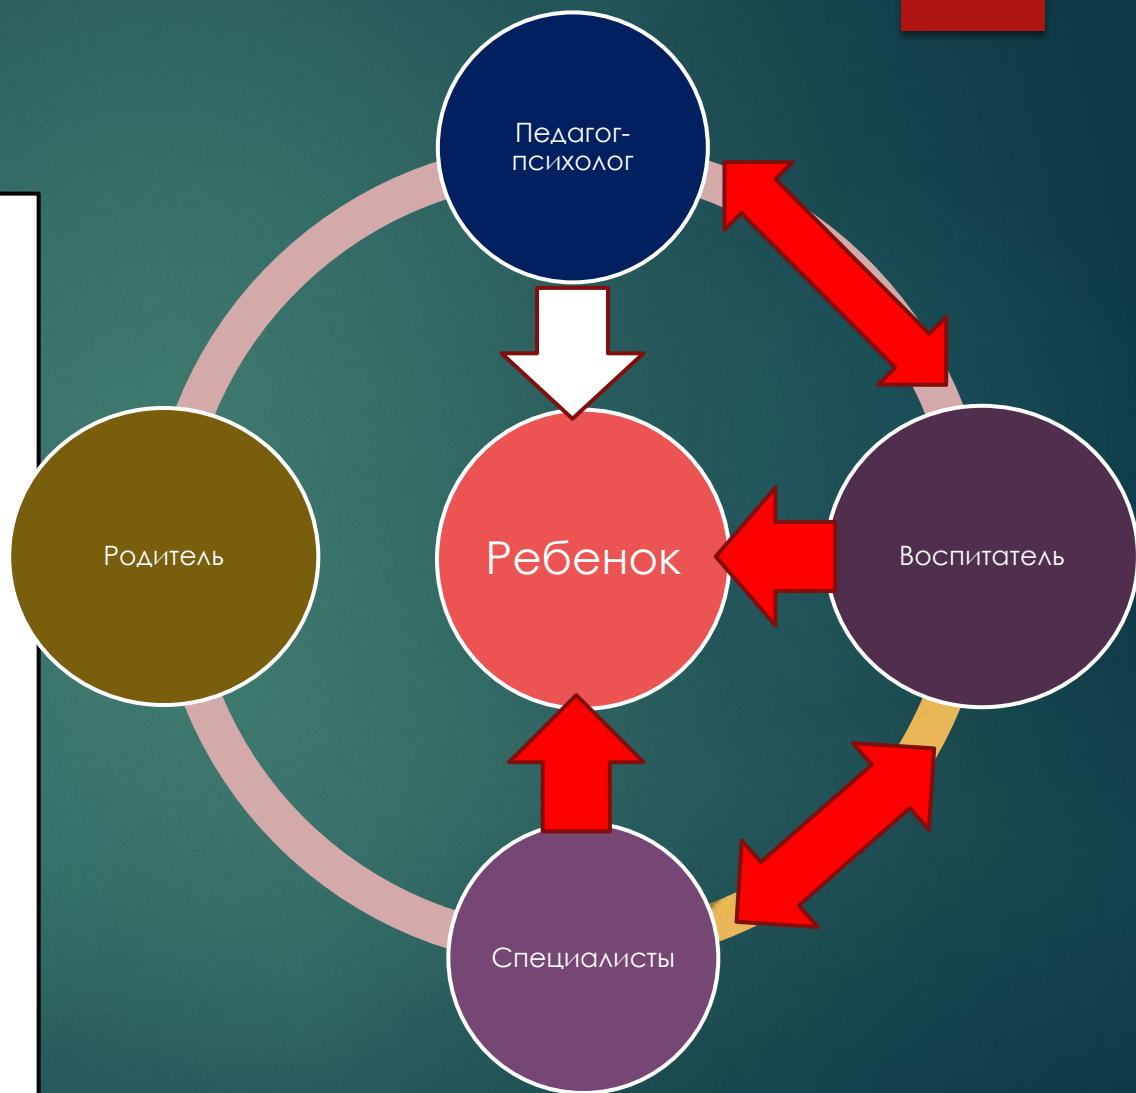 Педагог-
психолог
Родитель
Ребенок
Воспитатель
Специалисты